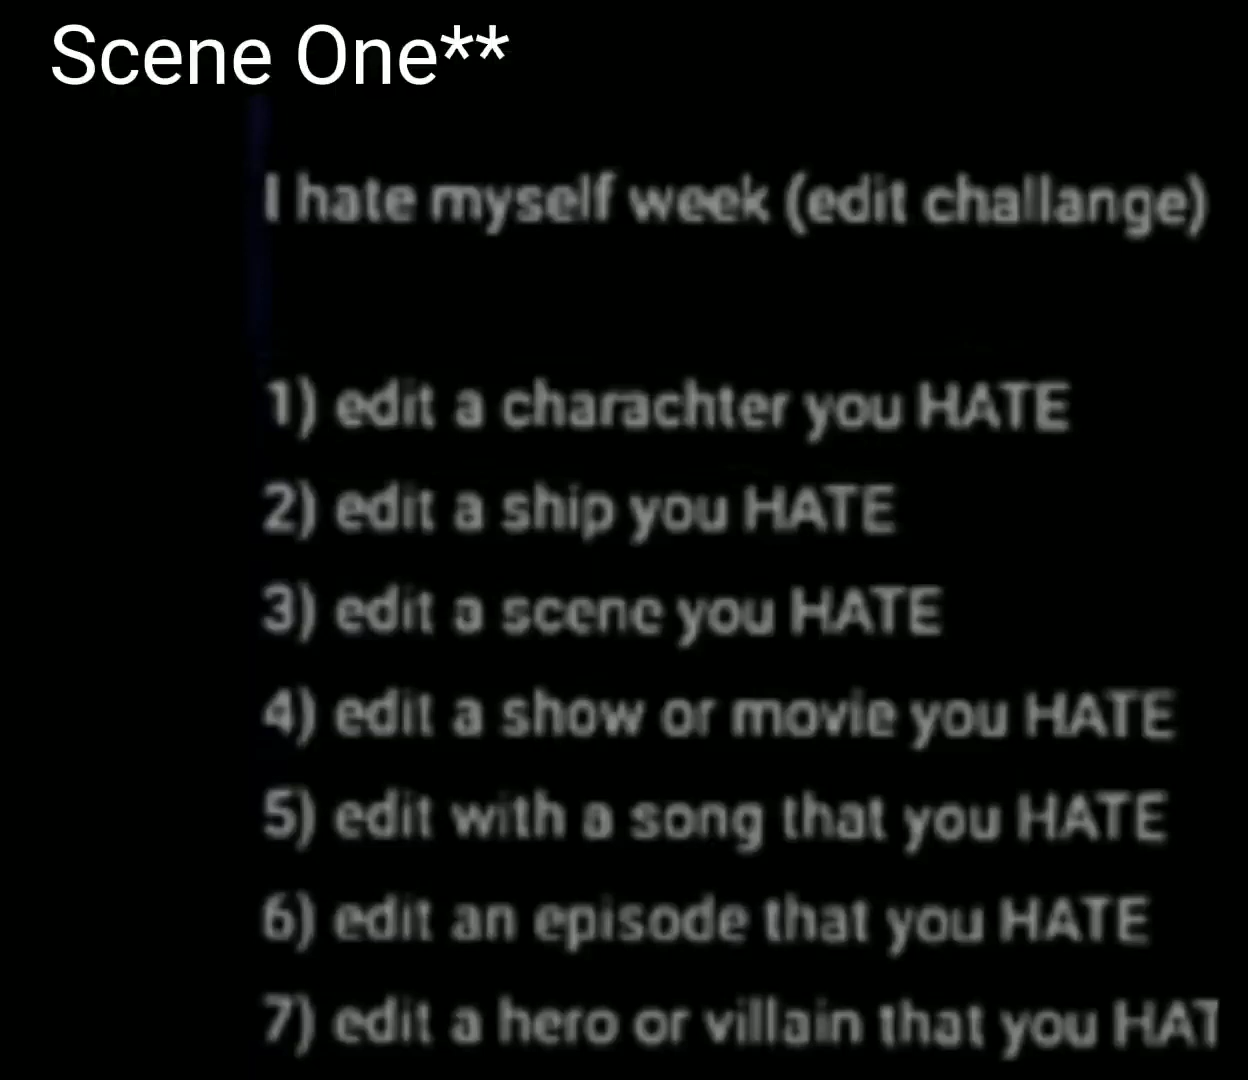 Scene One**
I hate myself week (edit challange)
1) edit a charachter you HATE
2) edit a ship you HATE
3) edit a scene you HATE
4) edit a show or movie you HATE
5) edit with a song that you HATE
6) edit an episode that you HATE
7) edit a hero or villain that you HAT